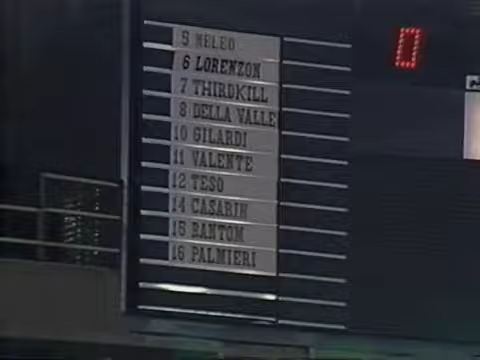 5 NELEO
6 LORENZON
7 THIRDKILL
8 DELLA VALLE
10 GILARDI
11 VALENTE
12 TESO
14 CASARIN
15 BANTOM
16 PALMIERI
0